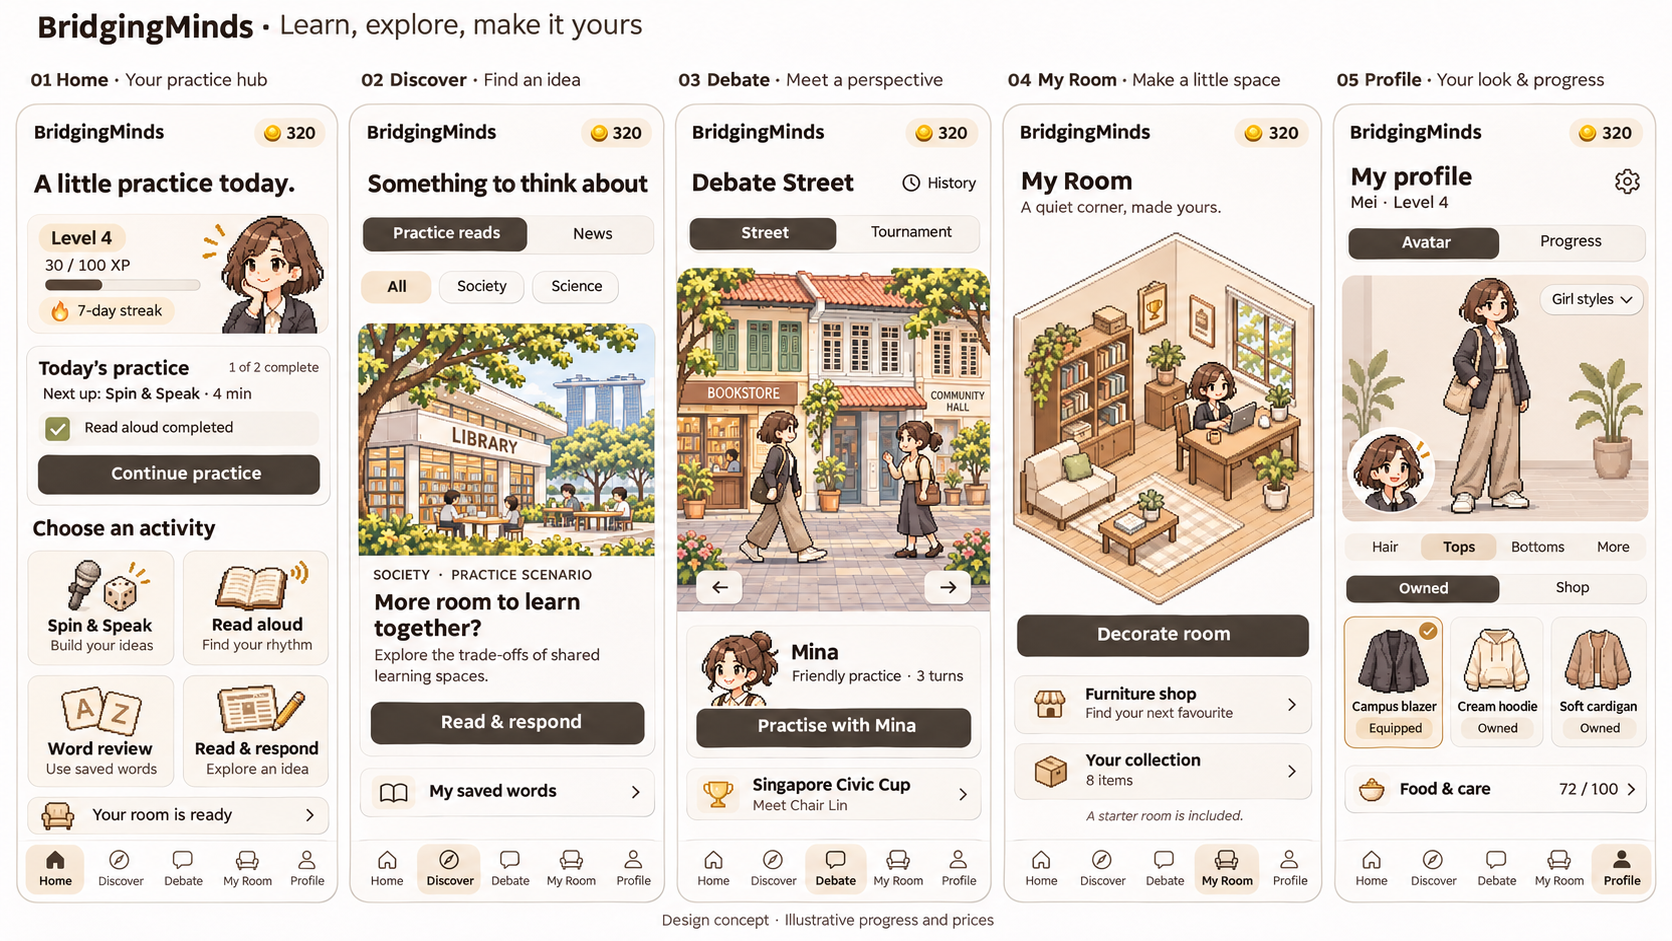 BridgingMinds · Learn, explore, make it yours
01 Home · Your practice hub
BridgingMinds
320
A little practice today.
Level 4
30 / 100 XP
7-day streak
Today's practice
1 of 2 complete
Next up: Spin & Speak · 4 min
Read aloud completed
Continue practice
Choose an activity
Spin & Speak
Build your ideas
Read aloud
Find your rhythm
A Z
Word review
Use saved words
Read & respond
Explore an idea
Your room is ready
Home
Discover
Debate
My Room
Profile
02 Discover · Find an idea
BridgingMinds
320
Something to think about
Practice reads
News
All
Society
Science
LIBRARY
SOCIETY · PRACTICE SCENARIO
More room to learn
together?
Explore the trade-offs of shared
learning spaces.
Read & respond
My saved words
Home
Discover
Debate
My Room
Profile
03 Debate · Meet a perspective
BridgingMinds
320
Debate Street
History
Street
Tournament
BOOKSTORE
COMMUNITY
HALL
Mina
Friendly practice · 3 turns
Practise with Mina
Singapore Civic Cup
Meet Chair Lin
Home
Discover
Debate
My Room
Profile
04 My Room · Make a little space
BridgingMinds
320
My Room
A quiet corner, made yours.
Decorate room
Furniture shop
Find your next favourite
Your collection
8 items
A starter room is included.
Home
Discover
Debate
My Room
Profile
05 Profile · Your look & progress
BridgingMinds
320
My profile
Mei · Level 4
Avatar
Progress
Girl styles
Hair
Tops
Bottoms
More
Owned
Shop
Campus blazer
Equipped
Cream hoodie
Owned
Soft cardigan
Owned
Food & care
72 / 100
Home
Discover
Debate
My Room
Profile
Design concept · Illustrative progress and prices